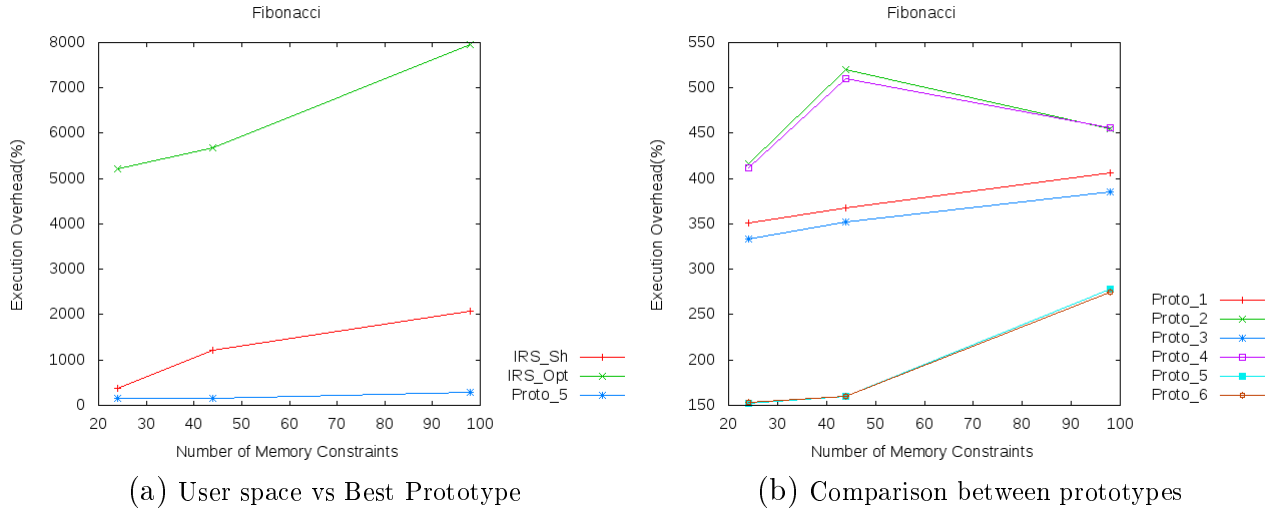 Fibonacci
8000
7000
6000
5000
4000
3000
2000
1000
0
Execution Overhead(%)
20 30 40 50 60 70 80 90 100
Number of Memory Constraints
IRS_Sh
IRS_Opt
Proto_5
(a) User space vs Best Prototype
Fibonacci
550
500
450
400
350
300
250
200
150
Execution Overhead(%)
20 30 40 50 60 70 80 90 100
Number of Memory Constraints
Proto_1
Proto_2
Proto_3
Proto_4
Proto_5
Proto_6
(b) Comparison between prototypes